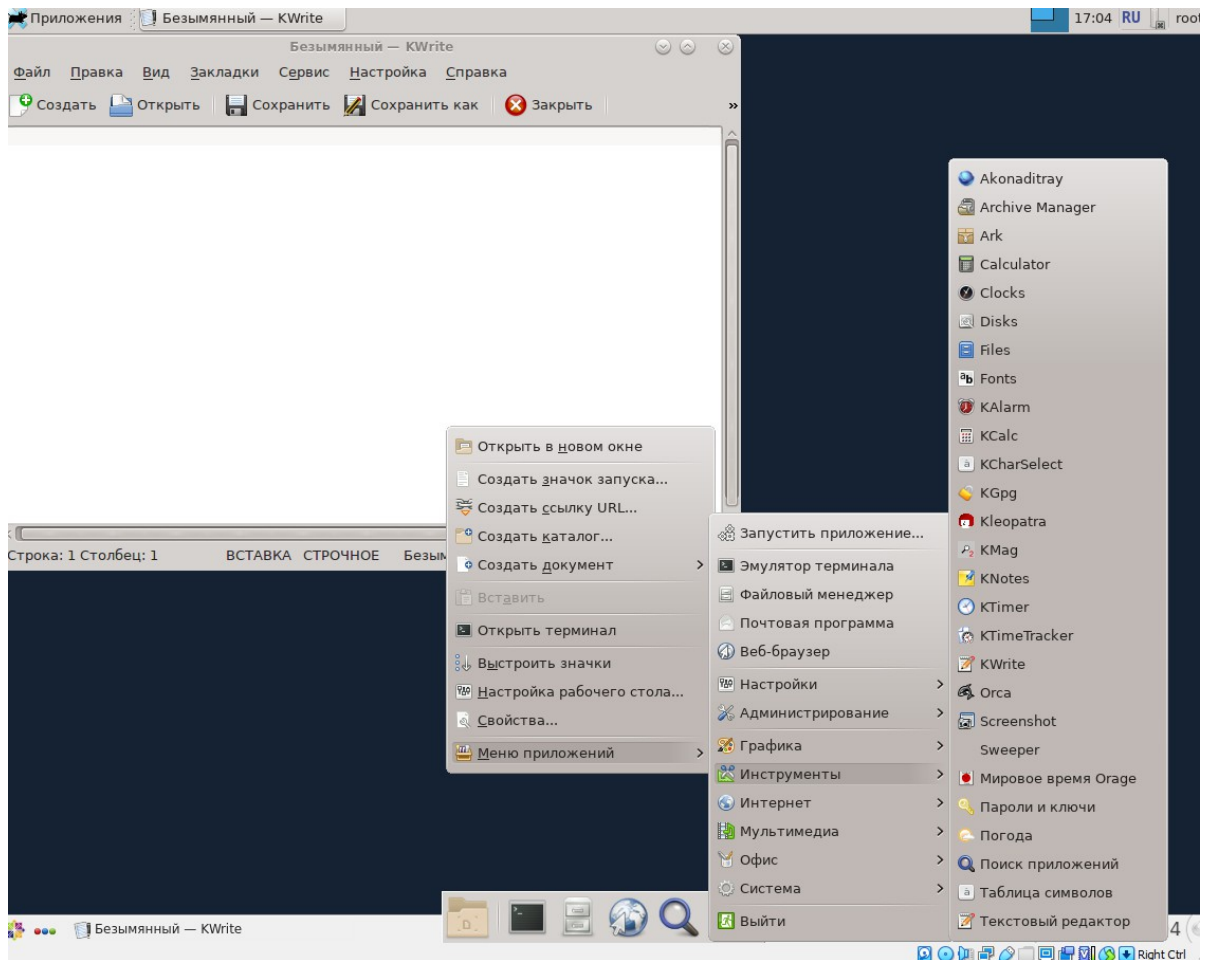 Приложения Безымянный — KWrite 17:04 RU root
Безымянный — KWrite
Файл Правка Вид Закладки Сервис Настройка Справка
Создать Открыть Сохранить Сохранить как Закрыть »
Akonaditray
Archive Manager
Ark
Calculator
Clocks
Disks
Files
Fonts
KAlarm
KCalc
KCharSelect
KGpg
Kleopatra
KMag
KNotes
KTimer
KTimeTracker
KWrite
Orca
Screenshot
Sweeper
Мировое время Orage
Пароли и ключи
Погода
Поиск приложений
Таблица символов
Текстовый редактор
Открыть в новом окне
Создать значок запуска...
Создать ссылку URL...
Создать каталог...
Создать документ
Вставить
Открыть терминал
Выстроить значки
Настройка рабочего стола...
Свойства...
Меню приложений
Запустить приложение...
Эмулятор терминала
Файловый менеджер
Почтовая программа
Веб-браузер
Настройки
Администрирование
Графика
Инструменты
Интернет
Мультимедиа
Офис
Система
Выйти
Строка: 1 Столбец: 1 ВСТАВКА СТРОЧНОЕ Безым
Безымянный — KWrite 4
Right Ctrl